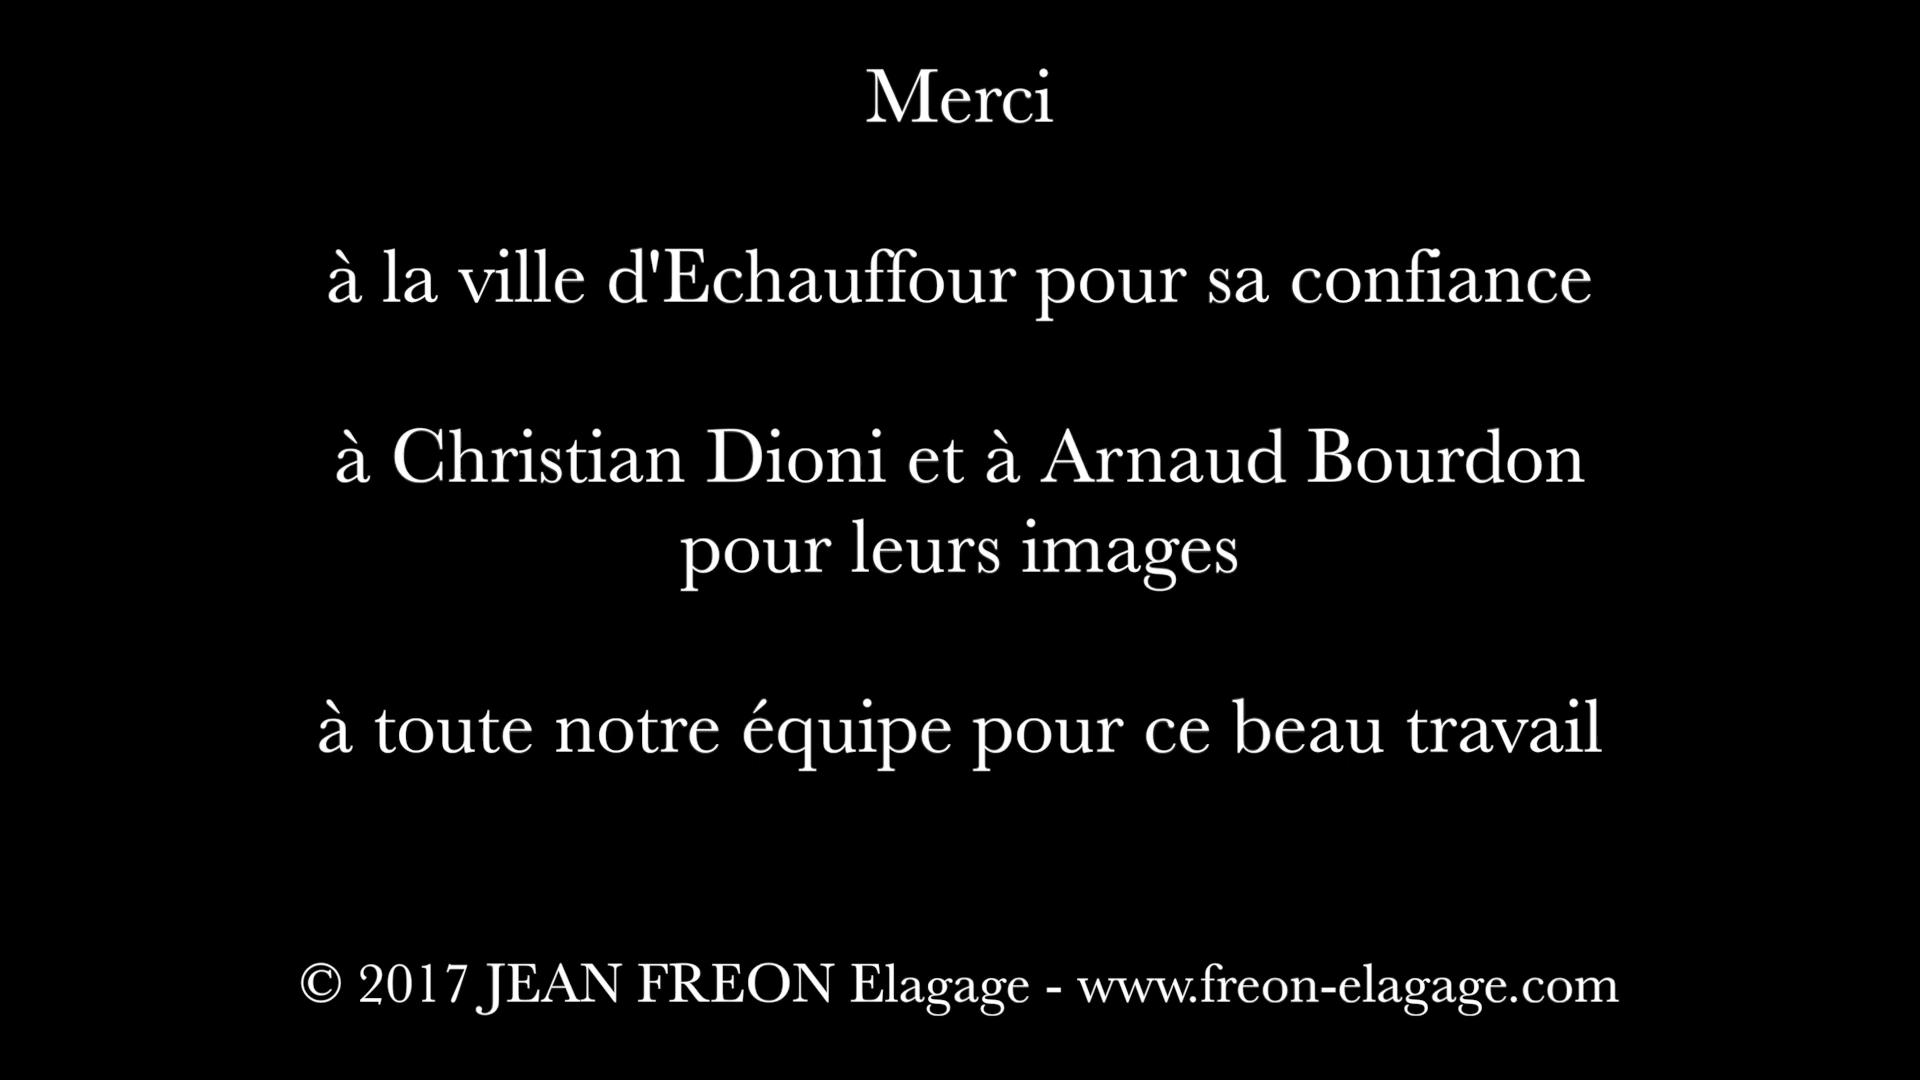 Merci
à la ville d'Echauffour pour sa confiance
à Christian Dioni et à Arnaud Bourdon
pour leurs images
à toute notre équipe pour ce beau travail
© 2017 JEAN FREON Elagage - www.freon-elagage.com